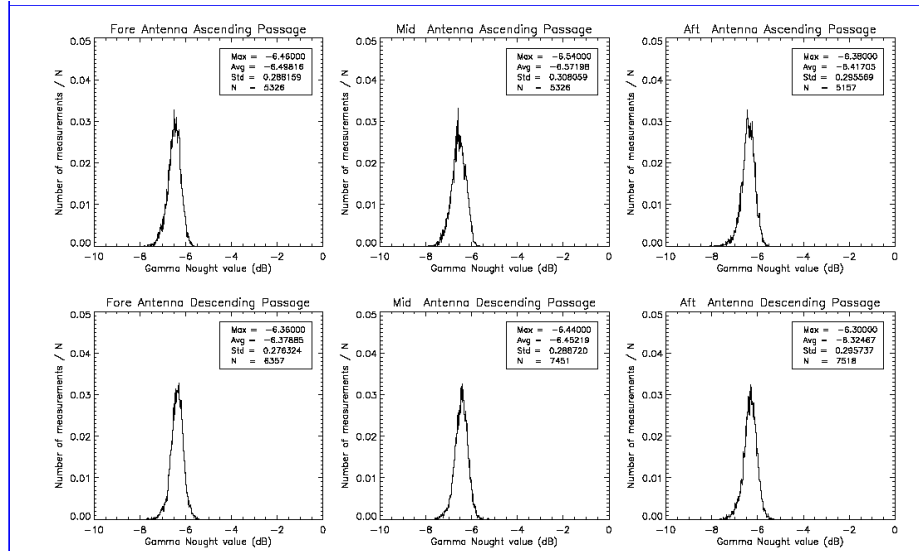 Fore Antenna Ascending Passage
Max = -6.46000
Avg = -6.49816
Std = 0.288159
N = 5326
Number of measurements / N
0.05
0.04
0.03
0.02
0.01
0.00
-10 -8 -6 -4 -2 0
Gamma Nought value (dB)
Mid Antenna Ascending Passage
Max = -6.54000
Avg = -6.57198
Std = 0.308059
N = 5326
Number of measurements / N
0.05
0.04
0.03
0.02
0.01
0.00
-10 -8 -6 -4 -2 0
Gamma Nought value (dB)
Aft Antenna Ascending Passage
Max = -6.38000
Avg = -6.41705
Std = 0.295569
N = 5157
Number of measurements / N
0.05
0.04
0.03
0.02
0.01
0.00
-10 -8 -6 -4 -2 0
Gamma Nought value (dB)
Fore Antenna Descending Passage
Max = -6.36000
Avg = -6.37885
Std = 0.276324
N = 6357
Number of measurements / N
0.05
0.04
0.03
0.02
0.01
0.00
-10 -8 -6 -4 -2 0
Gamma Nought value (dB)
Mid Antenna Descending Passage
Max = -6.44000
Avg = -6.45219
Std = 0.288720
N = 7451
Number of measurements / N
0.05
0.04
0.03
0.02
0.01
0.00
-10 -8 -6 -4 -2 0
Gamma Nought value (dB)
Aft Antenna Descending Passage
Max = -6.30000
Avg = -6.32467
Std = 0.295737
N = 7518
Number of measurements / N
0.05
0.04
0.03
0.02
0.01
0.00
-10 -8 -6 -4 -2 0
Gamma Nought value (dB)